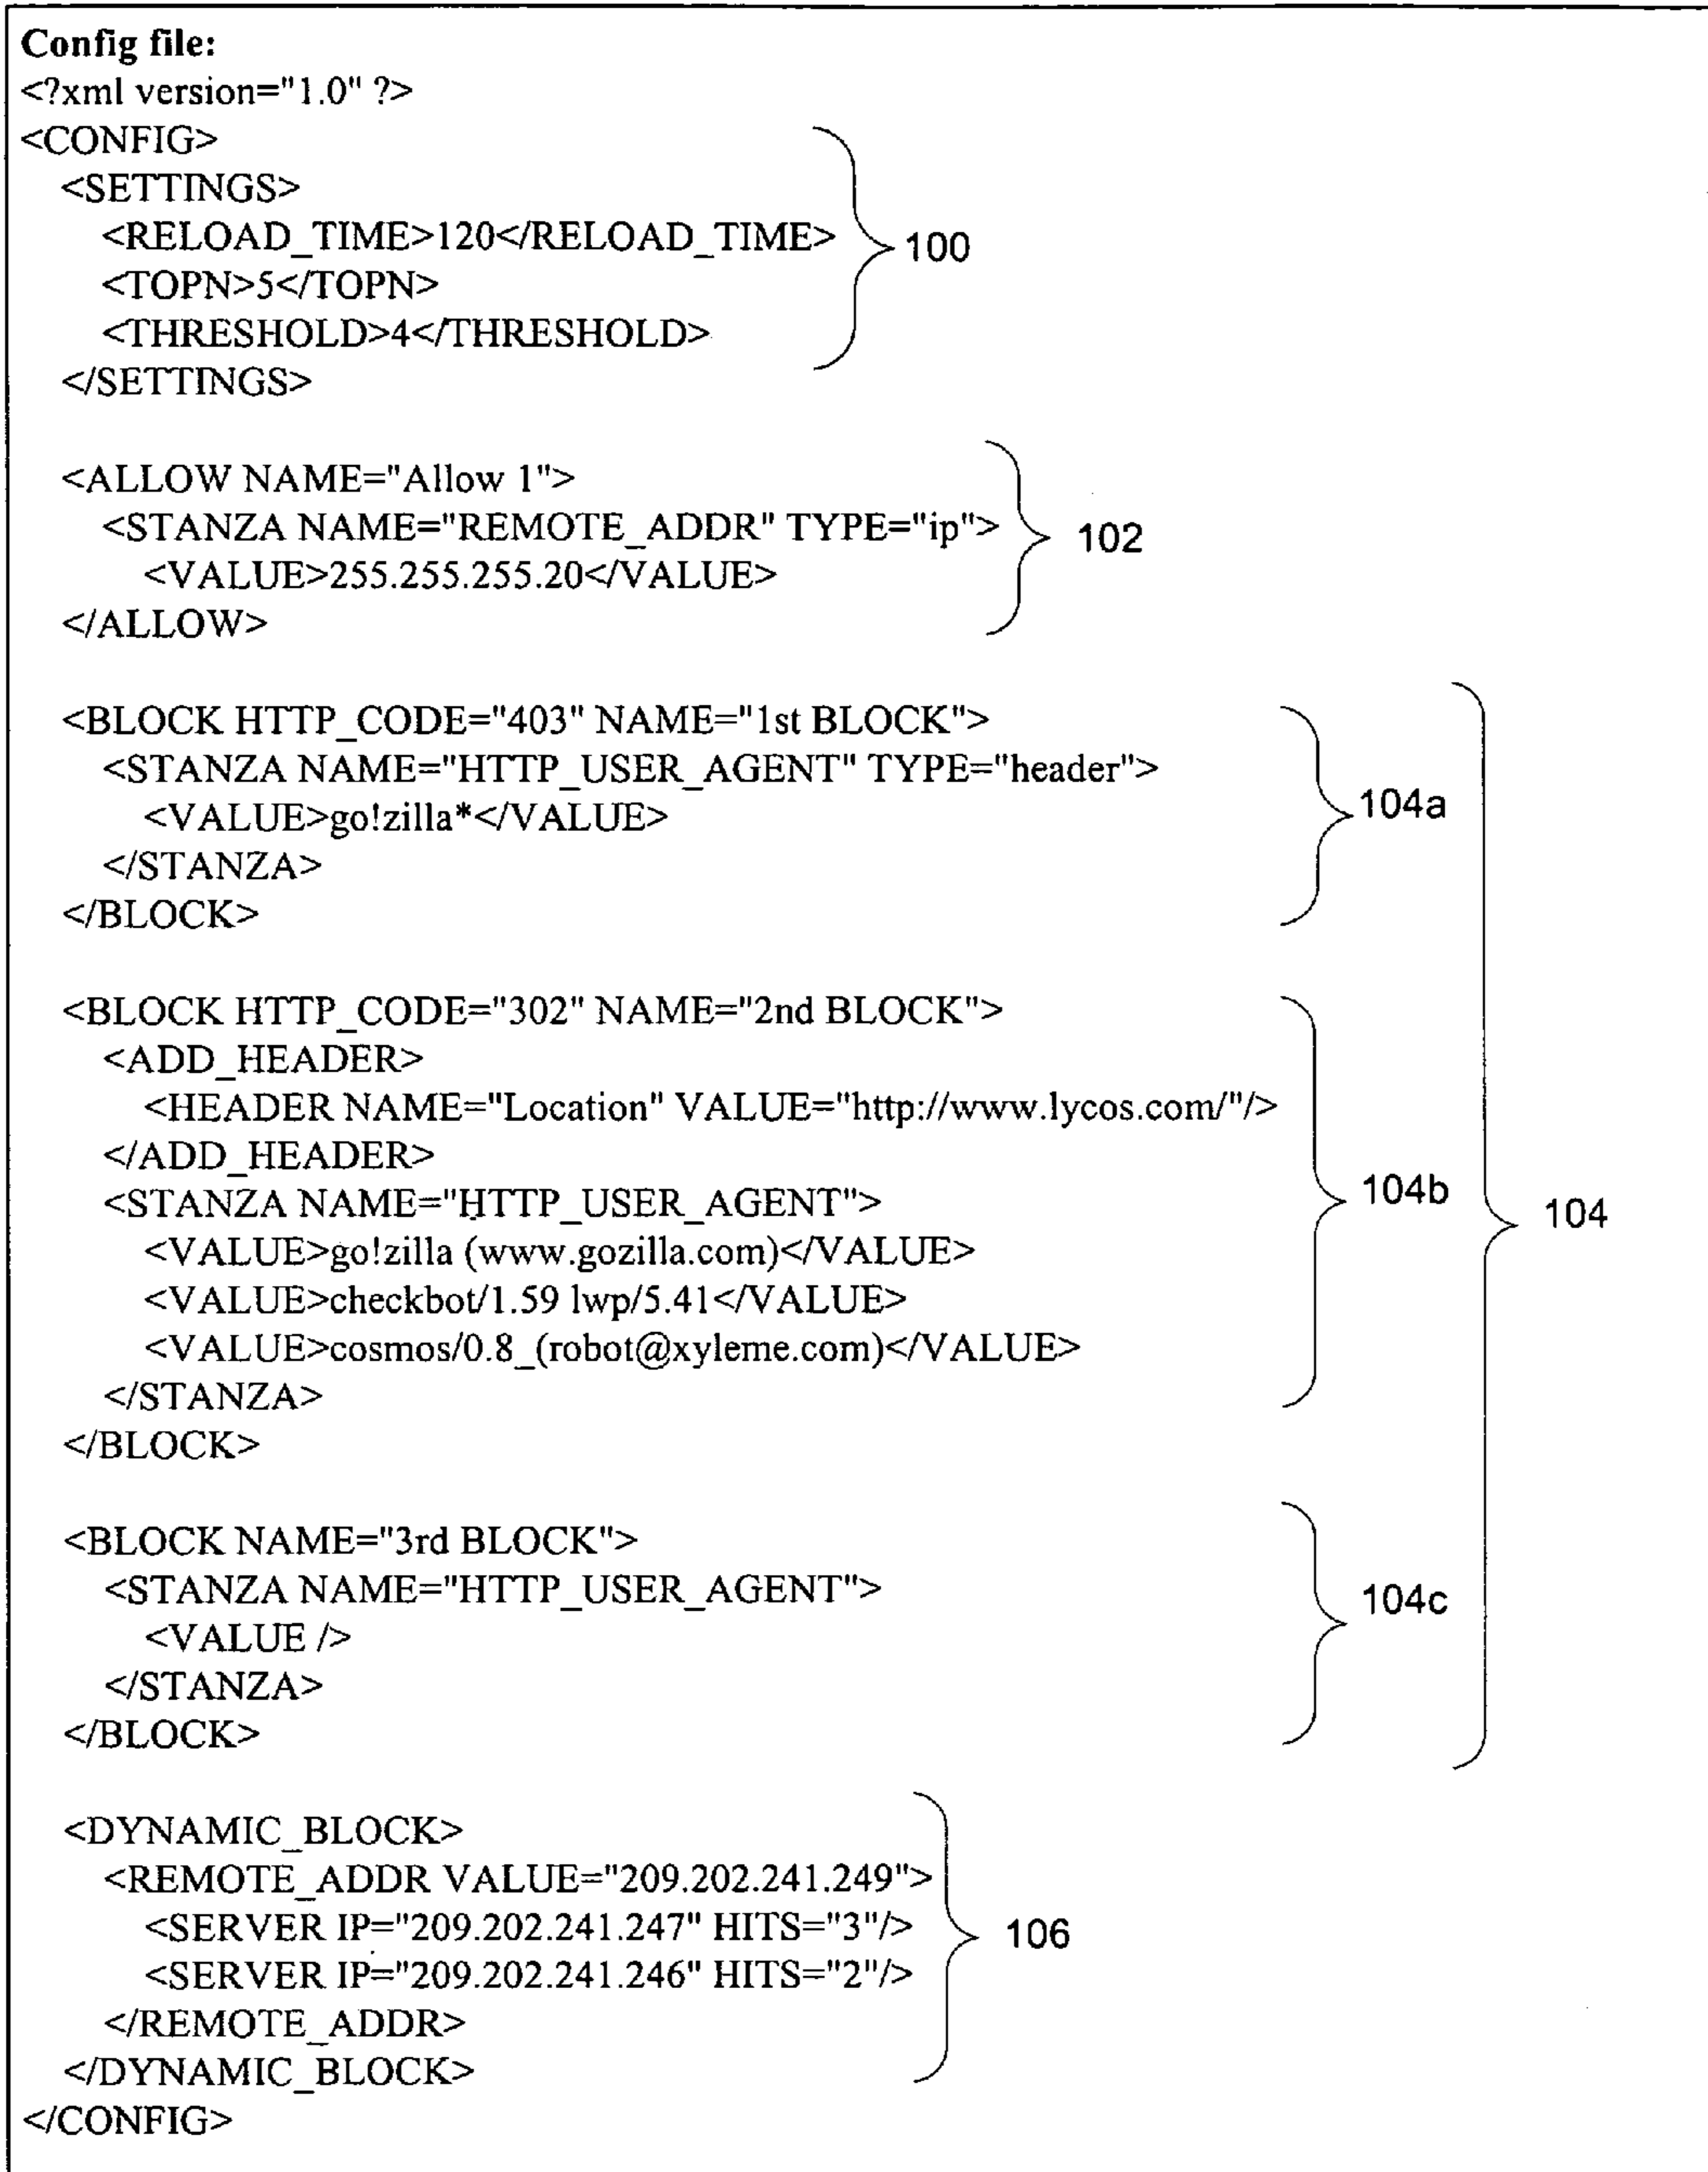 Config file:
<?xml version="1.0" ?>
<CONFIG>
<SETTINGS>
<RELOAD_TIME>120</RELOAD_TIME>
<TOPN>5</TOPN>
<THRESHOLD>4</THRESHOLD>
</SETTINGS>
100
<ALLOW NAME="Allow 1">
<STANZA NAME="REMOTE_ADDR" TYPE="ip">
<VALUE>255.255.255.20</VALUE>
</ALLOW>
102
<BLOCK HTTP_CODE="403" NAME="1st BLOCK">
<STANZA NAME="HTTP_USER_AGENT" TYPE="header">
<VALUE>go!zilla*</VALUE>
</STANZA>
</BLOCK>
104a
<BLOCK HTTP_CODE="302" NAME="2nd BLOCK">
<ADD_HEADER>
<HEADER NAME="Location" VALUE="http://www.lycos.com/"/>
</ADD_HEADER>
<STANZA NAME="HTTP_USER_AGENT">
<VALUE>go!zilla (www.gozilla.com)</VALUE>
<VALUE>checkbot/1.59 lwp/5.41</VALUE>
<VALUE>cosmos/0.8_(robot@xyleme.com)</VALUE>
</STANZA>
</BLOCK>
104b
104
<BLOCK NAME="3rd BLOCK">
<STANZA NAME="HTTP_USER_AGENT">
<VALUE />
</STANZA>
</BLOCK>
104c
<DYNAMIC_BLOCK>
<REMOTE_ADDR VALUE="209.202.241.249">
<SERVER IP="209.202.241.247" HITS="3"/>
<SERVER IP="209.202.241.246" HITS="2"/>
</REMOTE_ADDR>
</DYNAMIC_BLOCK>
106
</CONFIG>